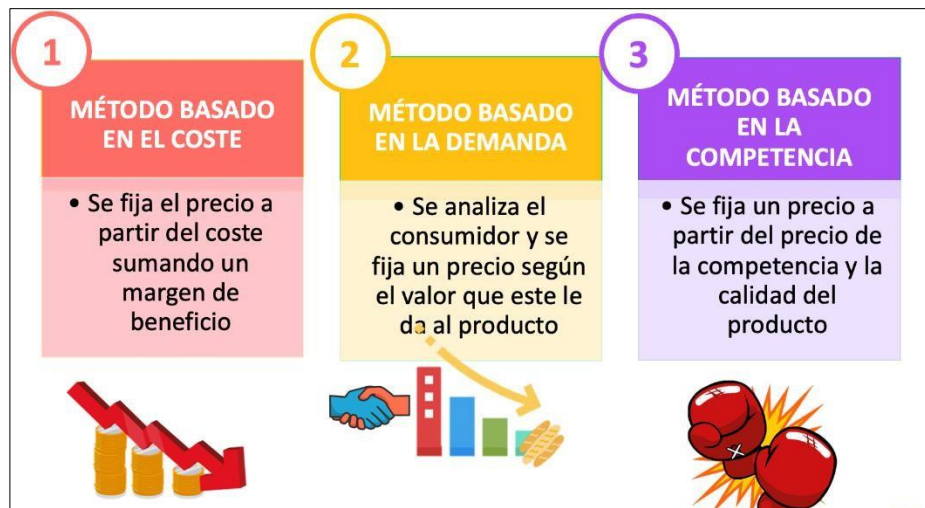 1
MÉTODO BASADO
EN EL COSTE
• Se fija el precio a
partir del coste
sumando un
margen de
beneficio
2
MÉTODO BASADO
EN LA DEMANDA
• Se analiza el
consumidor y se
fija un precio según
el valor que este le
da al producto
3
MÉTODO BASADO
EN LA
COMPETENCIA
• Se fija un precio a
partir del precio de
la competencia y la
calidad del
producto